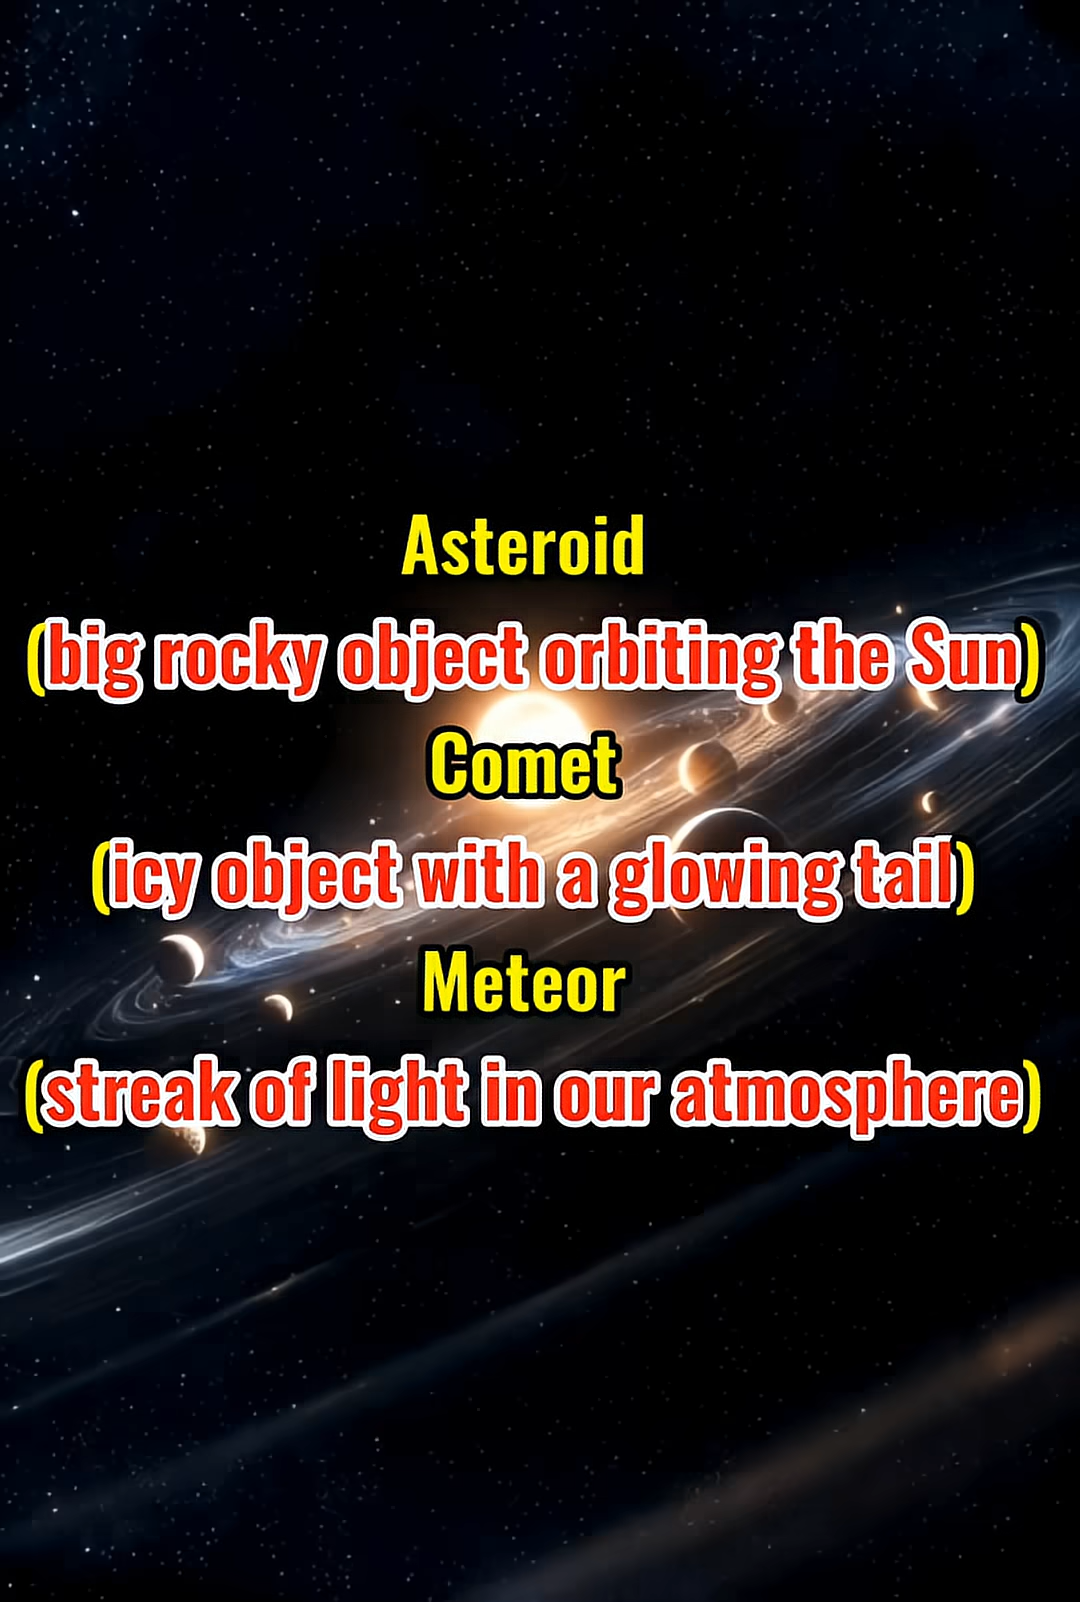 Asteroid
(big rocky object orbiting the Sun)
Comet
(icy object with a glowing tail)
Meteor
(streak of light in our atmosphere)